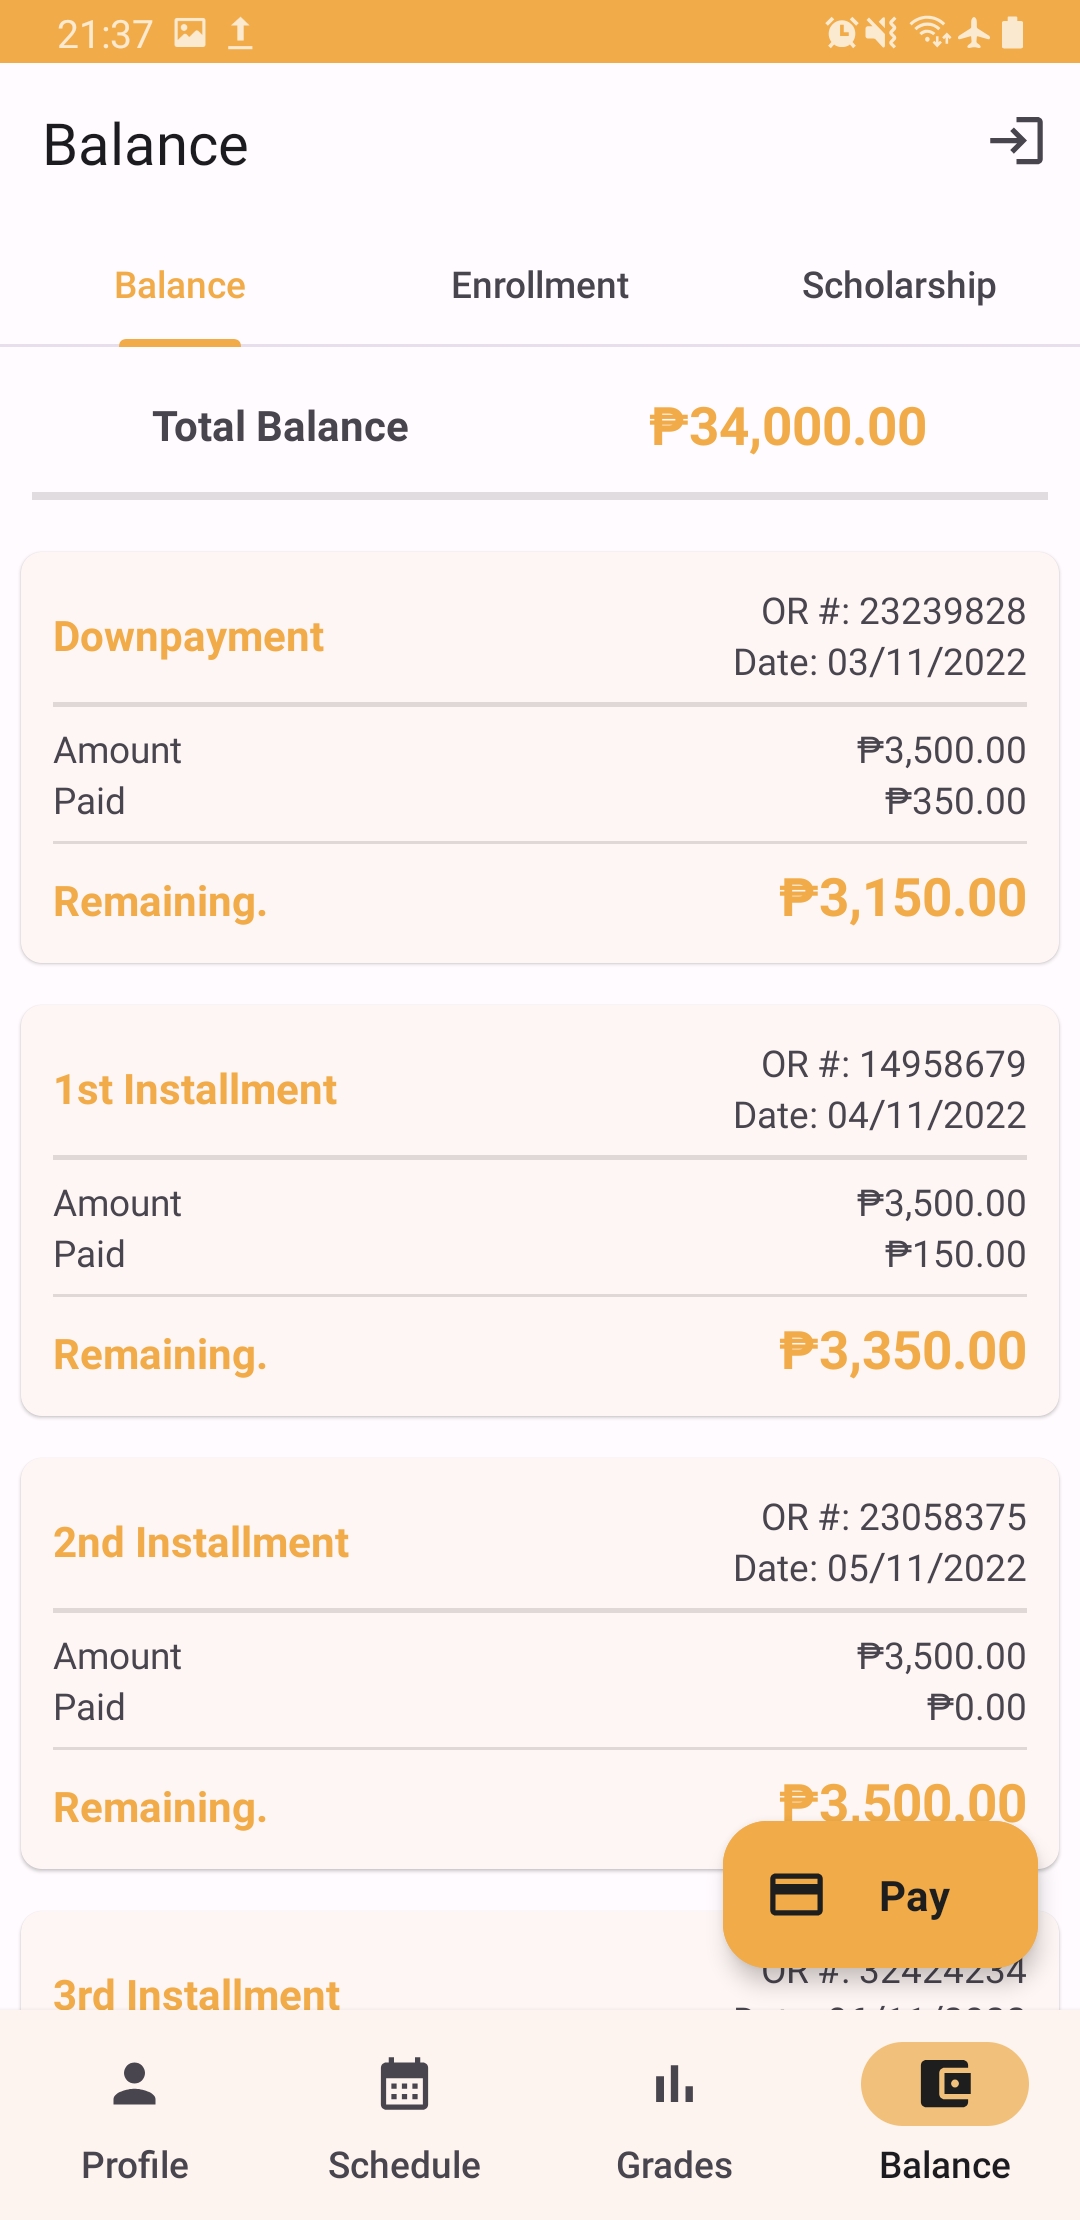 21:37
Balance
Balance Enrollment Scholarship
Total Balance ₱34,000.00
Downpayment
OR #: 23239828
Date: 03/11/2022
Amount ₱3,500.00
Paid ₱350.00
Remaining. ₱3,150.00
1st Installment
OR #: 14958679
Date: 04/11/2022
Amount ₱3,500.00
Paid ₱150.00
Remaining. ₱3,350.00
2nd Installment
OR #: 23058375
Date: 05/11/2022
Amount ₱3,500.00
Paid ₱0.00
Remaining. ₱3,500.00
Pay
3rd Installment
OR #: 32424234
Profile Schedule Grades Balance